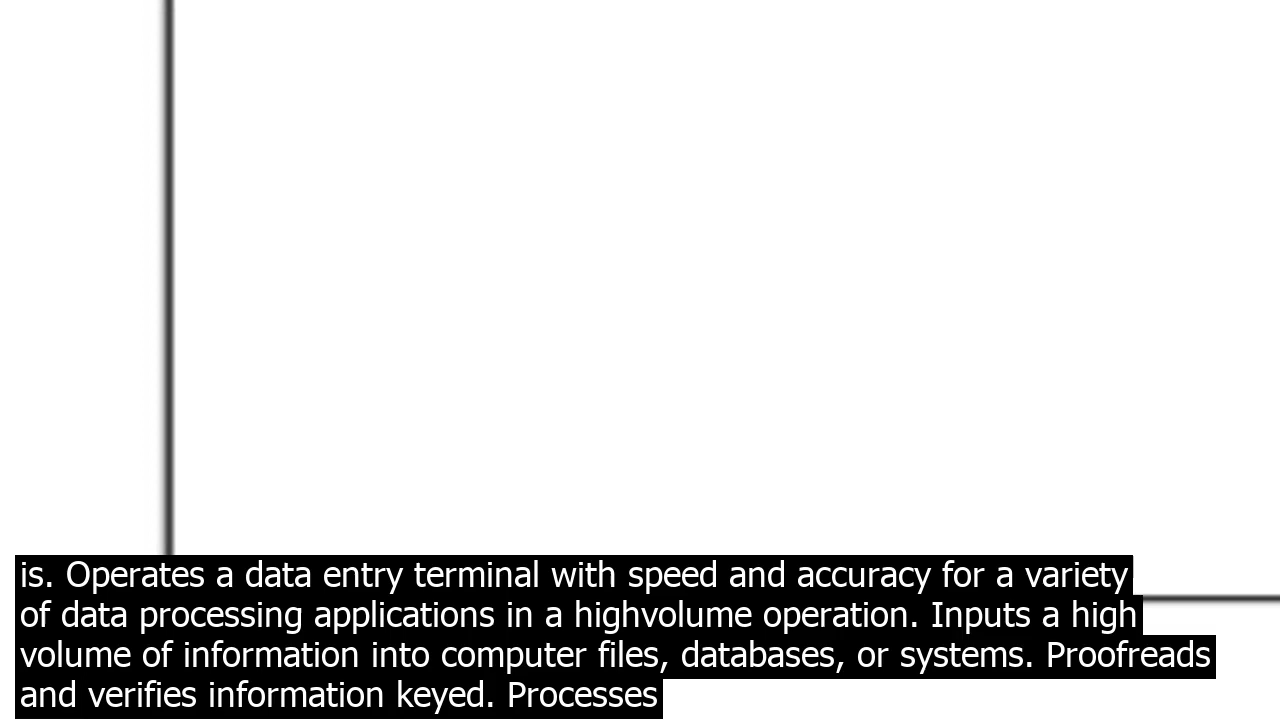 is. Operates a data entry terminal with speed and accuracy for a variety
of data processing applications in a highvolume operation. Inputs a high
volume of information into computer files, databases, or systems. Proofreads
and verifies information keyed. Processes